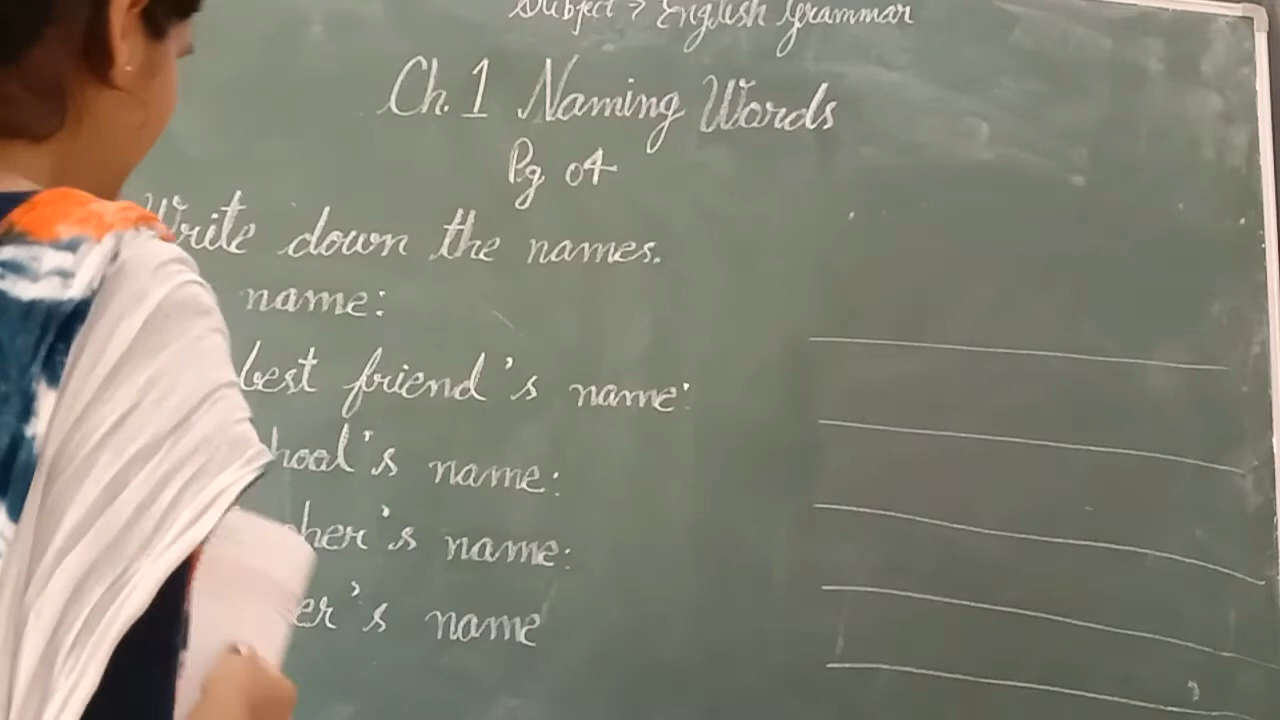 Subject > English Grammar
Ch. 1 Naming Words
Pg 04
Write down the names.
name:
best friend's name:
hool's name:
her's name:
er's name